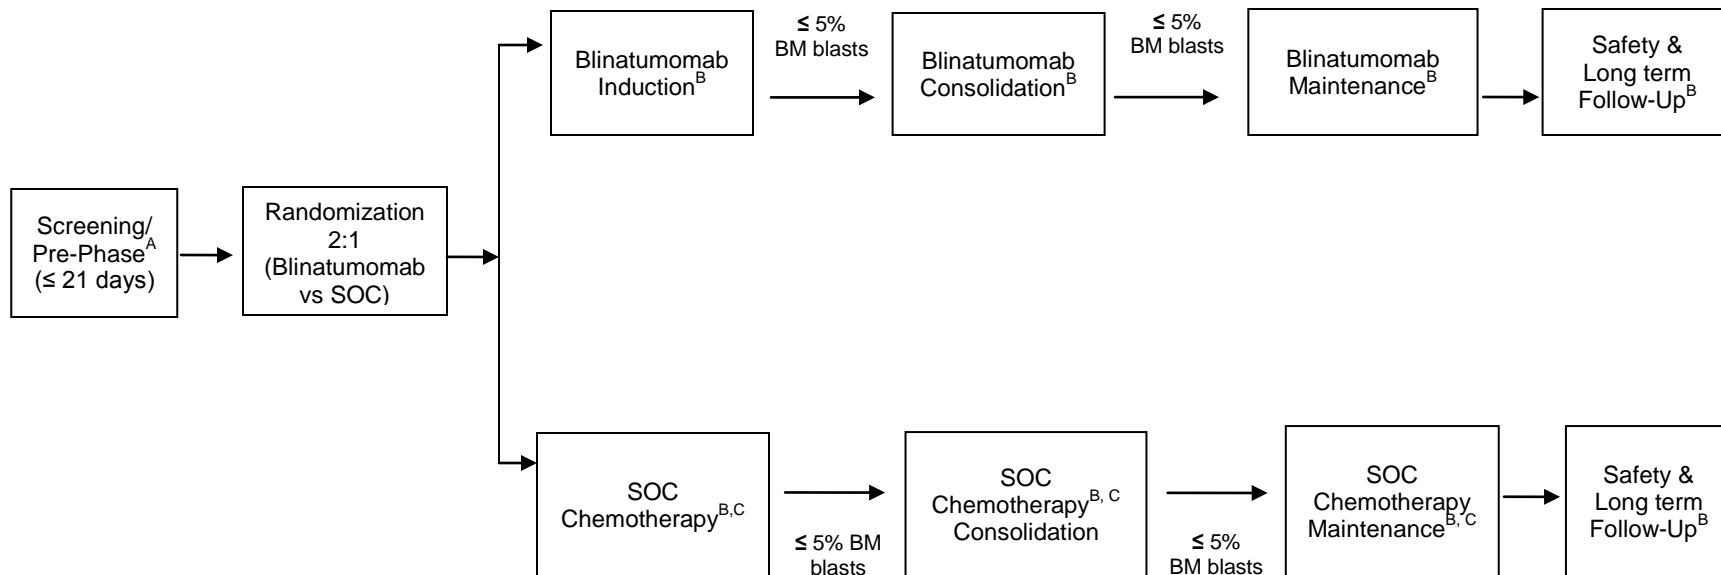 Screening/
Pre-Phase^A
(≤ 21 days)
Randomization
2:1
(Blinatumomab
vs SOC)
Blinatumomab
Induction^B
≤ 5%
BM blasts
Blinatumomab
Consolidation^B
≤ 5%
BM blasts
Blinatumomab
Maintenance^B
Safety &
Long term
Follow-Up^B
SOC
Chemotherapy^B,C
≤ 5% BM
blasts
SOC
Chemotherapy^B, C
Consolidation
≤ 5%
BM blasts
SOC
Chemotherapy
Maintenance^B, C
Safety &
Long term
Follow-Up^B